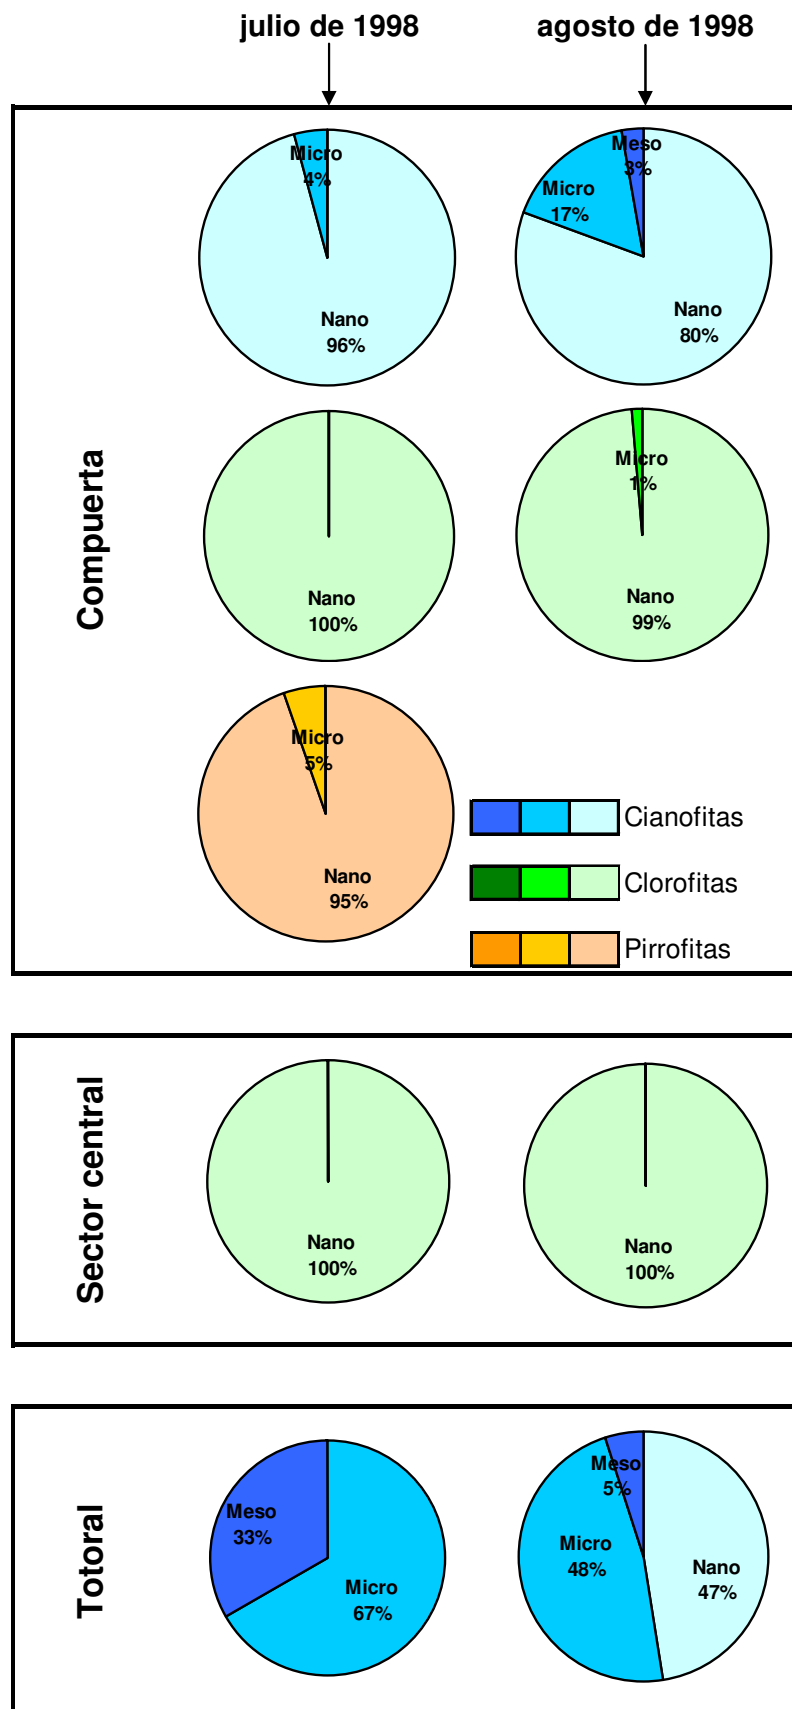 julio de 1998
agosto de 1998
Compuerta
Micro
4%
Nano
96%
Meso
3%
Micro
17%
Nano
80%
Nano
100%
Micro
1%
Nano
99%
Micro
5%
Nano
95%
Cianofitas
Clorofitas
Pirrofitas
Sector central
Nano
100%
Nano
100%
Totoral
Meso
33%
Micro
67%
Meso
5%
Micro
48%
Nano
47%